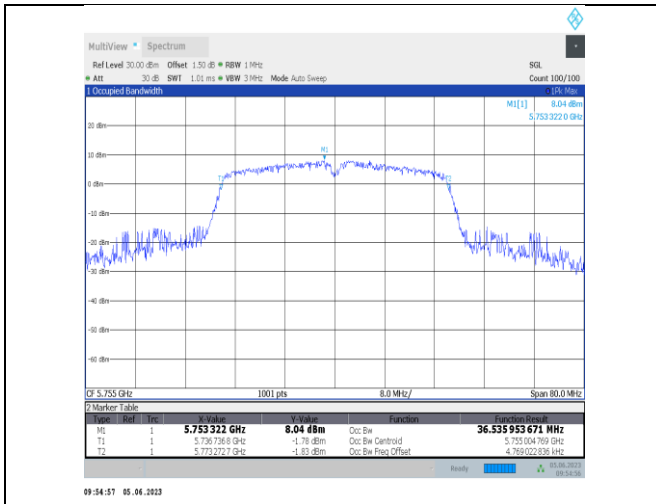 MultiView Spectrum
Ref Level 30.00 dBm Offset 1.50 dB RBW 1 MHz SGL
Att 30 dB SWT 1.01 ms VBW 3 MHz Mode Auto Sweep Count 100/100
1 Occupied Bandwidth 1Pk Max
M1[1] 8.04 dBm
5.753 322 0 GHz
20 dBm
M1
10 dBm
T1 T2
0 dBm
-10 dBm
-20 dBm
-30 dBm
-40 dBm
-50 dBm
-60 dBm
CF 5.755 GHz 1001 pts 8.0 MHz/ Span 80.0 MHz
2 Marker Table
Type Ref Trc X-Value Y-Value Function Function Result
M1 1 5.753 322 GHz 8.04 dBm Occ Bw 36.535 953 671 MHz
T1 1 5.736 736 8 GHz -1.78 dBm Occ Bw Centroid 5.755 004 769 GHz
T2 1 5.773 272 7 GHz -1.83 dBm Occ Bw Freq Offset 4.769 022 836 kHz
Ready 05.06.2023
09:54:56
09:54:57 05.06.2023